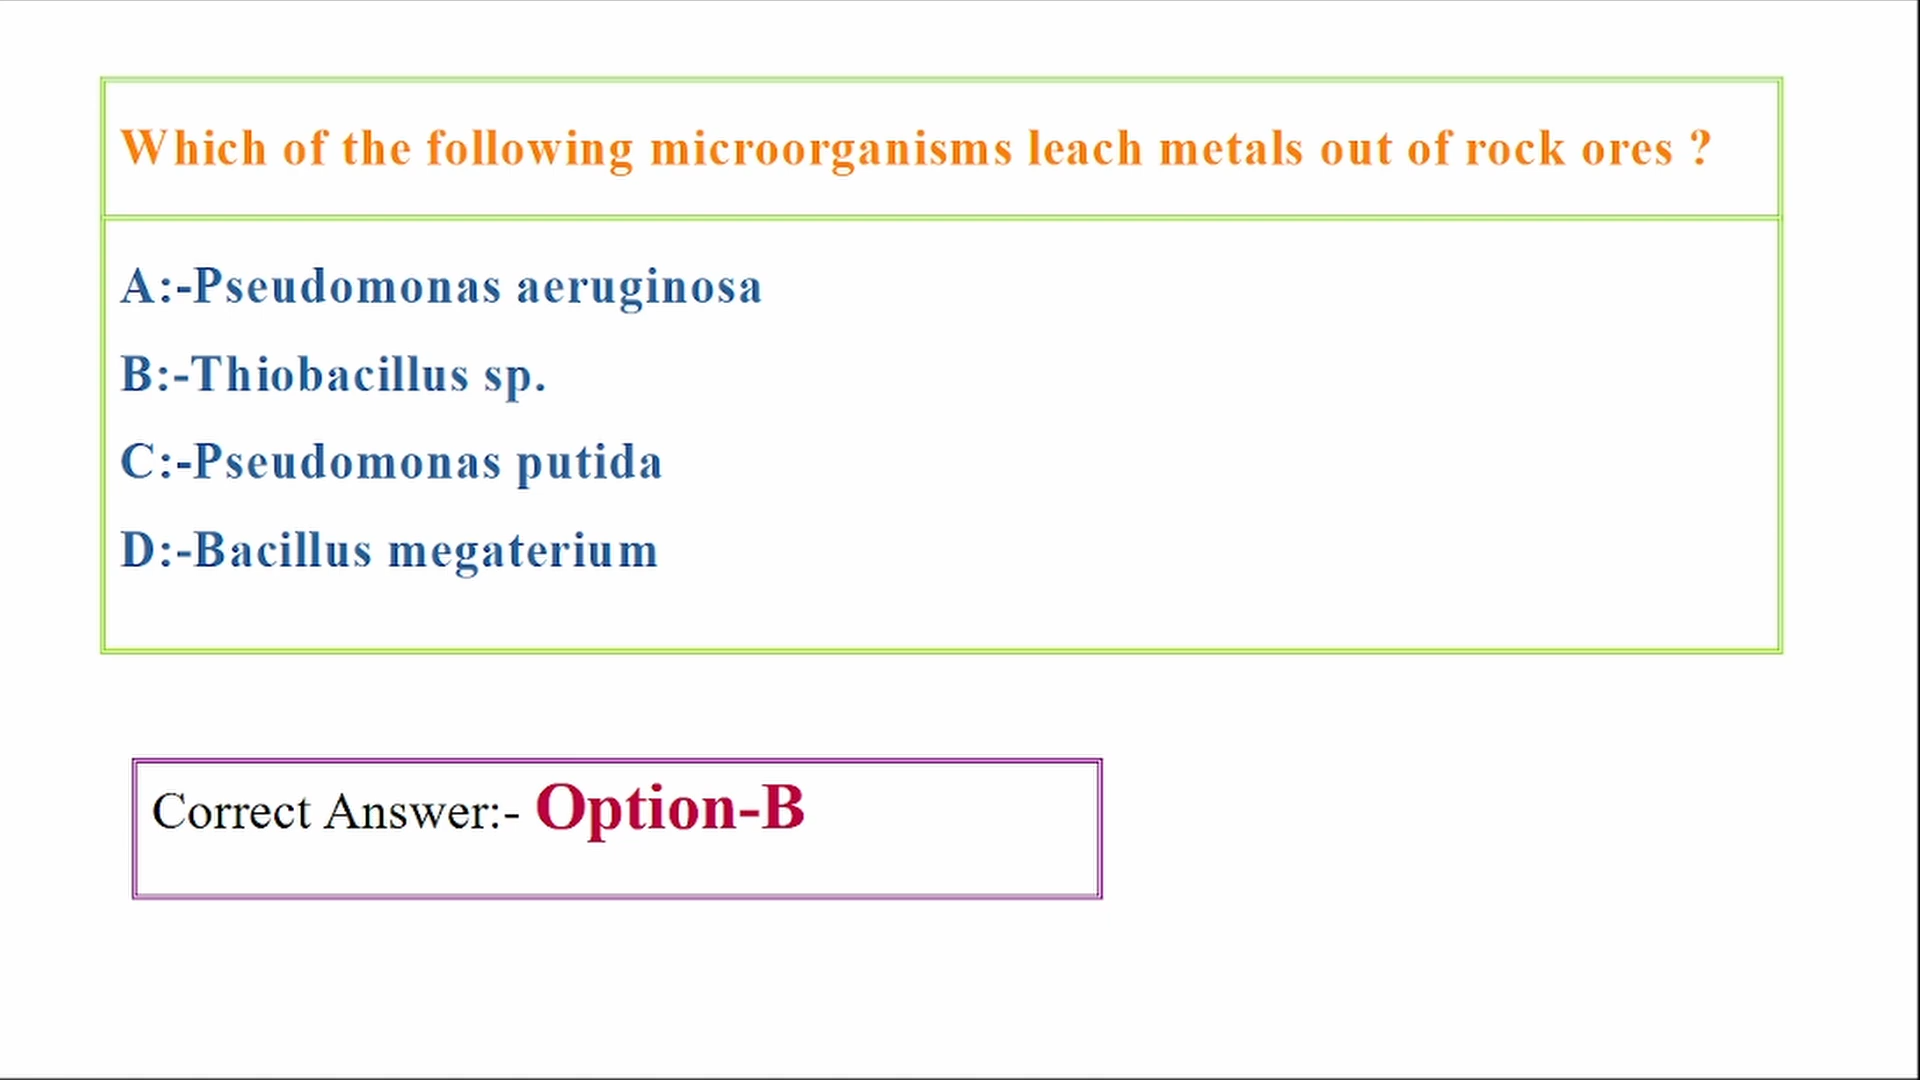 Which of the following microorganisms leach metals out of rock ores ?
A:-Pseudomonas aeruginosa
B:-Thiobacillus sp.
C:-Pseudomonas putida
D:-Bacillus megaterium
Correct Answer:- Option-B